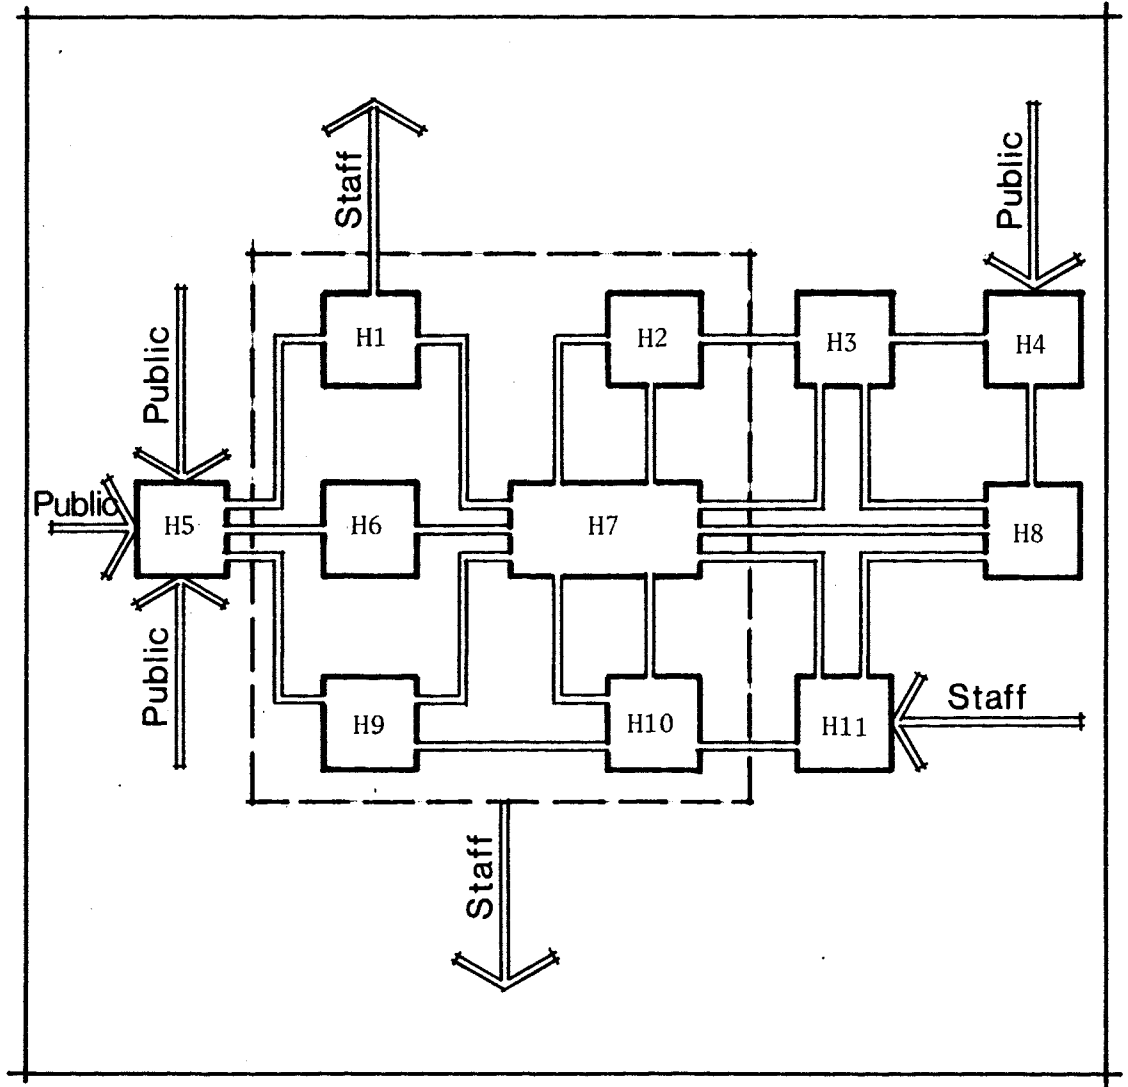 Staff
Public
H1
H2
H3
H4
Public
Public
H5
H6
H7
H8
Public
H9
H10
H11
Staff
Staff